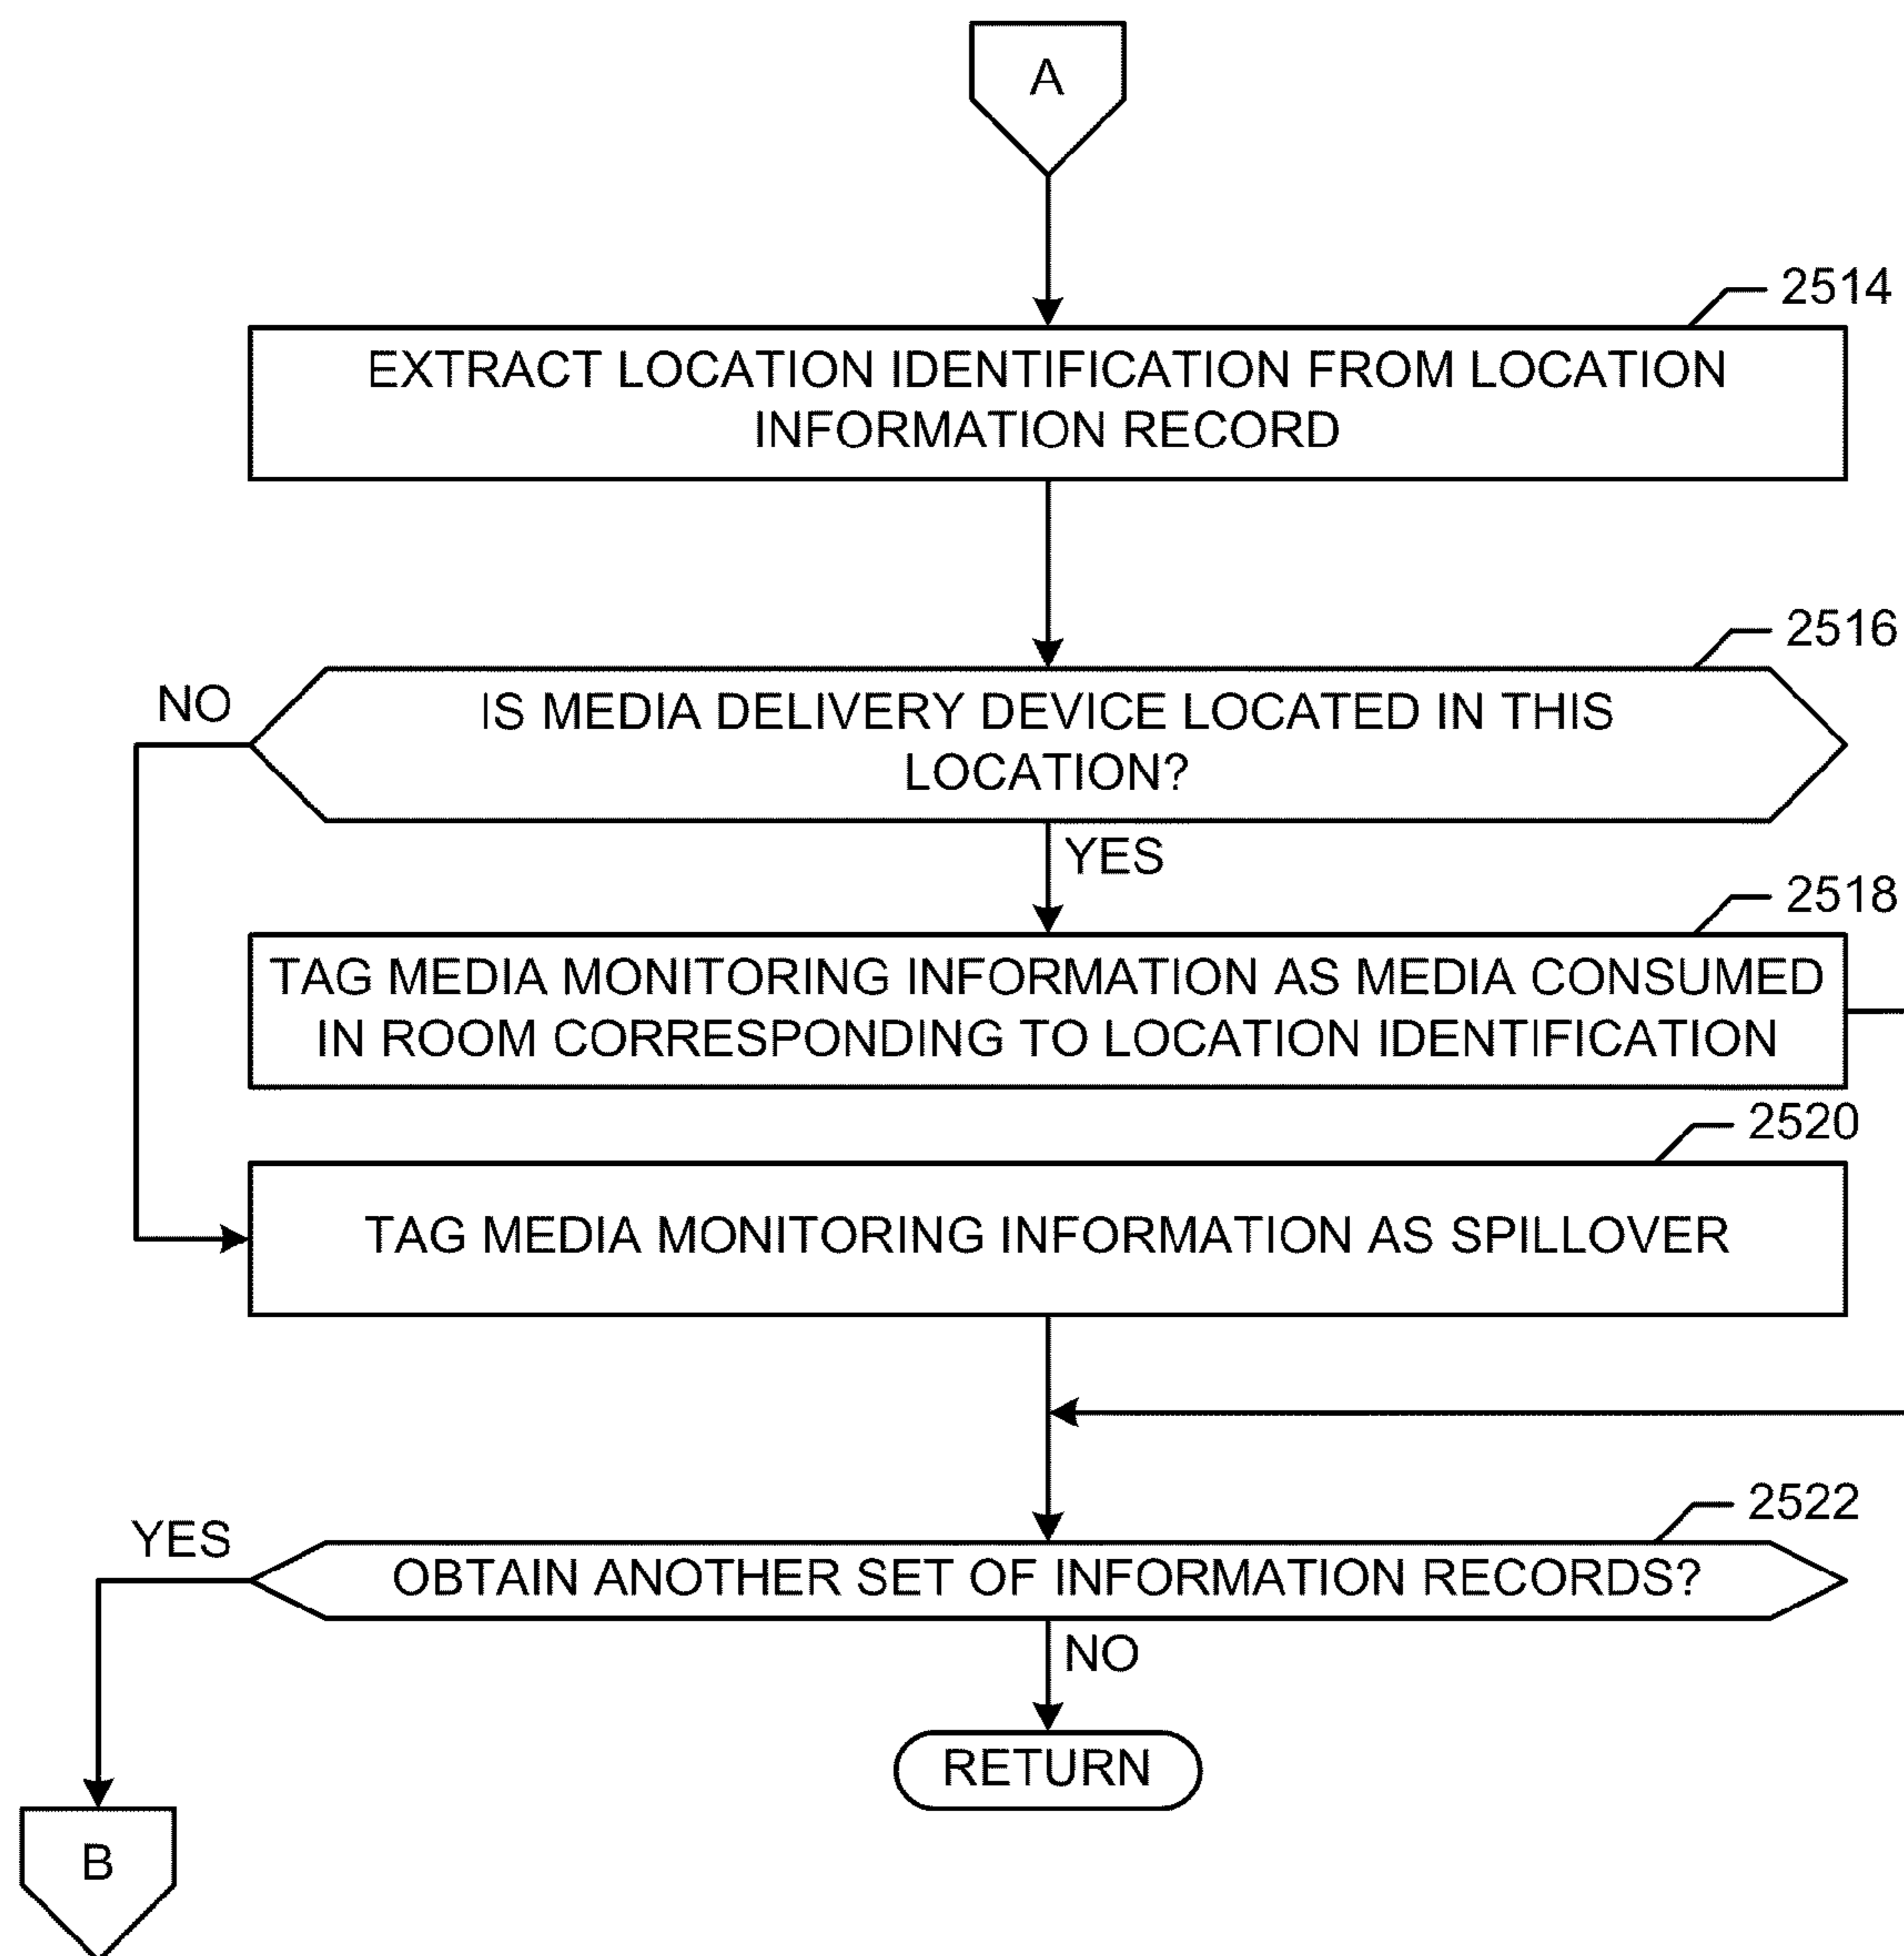 A
2514
EXTRACT LOCATION IDENTIFICATION FROM LOCATION
INFORMATION RECORD
2516
NO
IS MEDIA DELIVERY DEVICE LOCATED IN THIS
LOCATION?
YES
2518
TAG MEDIA MONITORING INFORMATION AS MEDIA CONSUMED
IN ROOM CORRESPONDING TO LOCATION IDENTIFICATION
2520
TAG MEDIA MONITORING INFORMATION AS SPILLOVER
2522
YES
OBTAIN ANOTHER SET OF INFORMATION RECORDS?
NO
RETURN
B